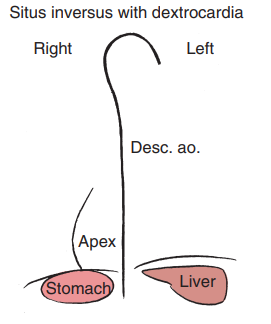 Situs inversus with dextrocardia
Right
Left
Desc. ao.
Apex
Stomach
Liver